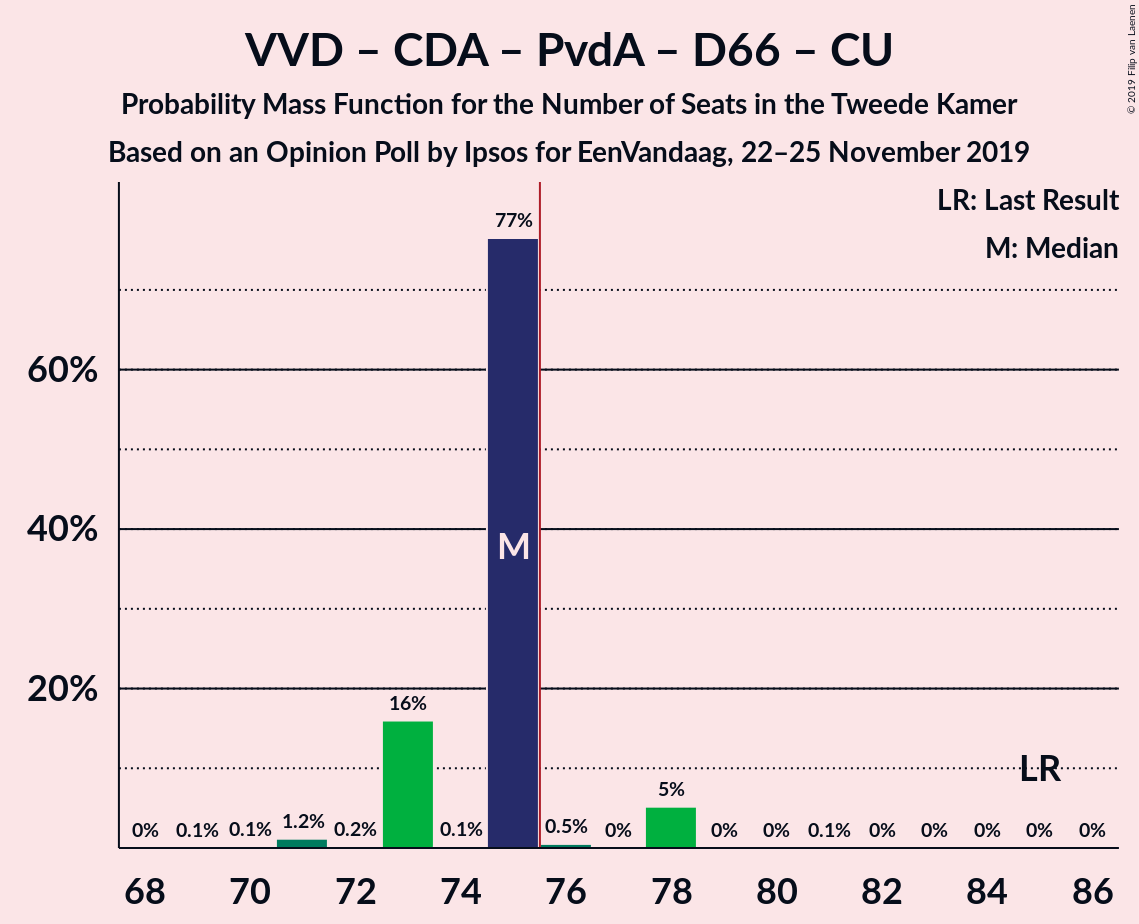 VVD – CDA – PvdA – D66 – CU
Probability Mass Function for the Number of Seats in the Tweede Kamer
Based on an Opinion Poll by Ipsos for EenVandaag, 22–25 November 2019
© 2019 Filip van Laenen
LR: Last Result
M: Median
60%
40%
20%
0% 0.1% 0.1% 1.2% 0.2% 16% 0.1% 77% 0.5% 0% 5% 0% 0% 0.1% 0% 0% 0% 0% 0%
M
LR
68 70 72 74 76 78 80 82 84 86